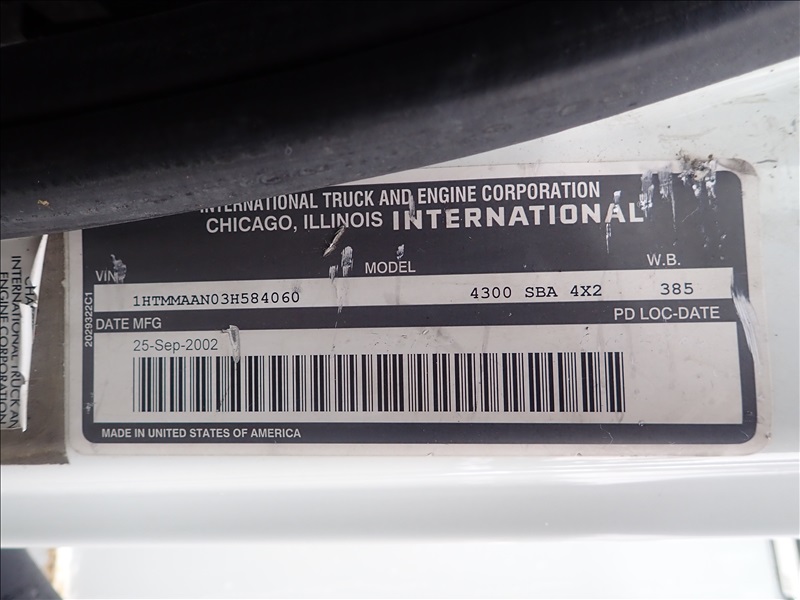 INTERNATIONAL TRUCK AND ENGINE CORPORATION
CHICAGO, ILLINOIS INTERNATIONAL
VIN MODEL W.B.
1HTMMAAN03H584060 4300 SBA 4X2 385
DATE MFG PD LOC-DATE
25-Sep-2002
MADE IN UNITED STATES OF AMERICA
2029322C1
CHA
INTERNATIONAL TRUCK AN
ENGINE CORPORATION